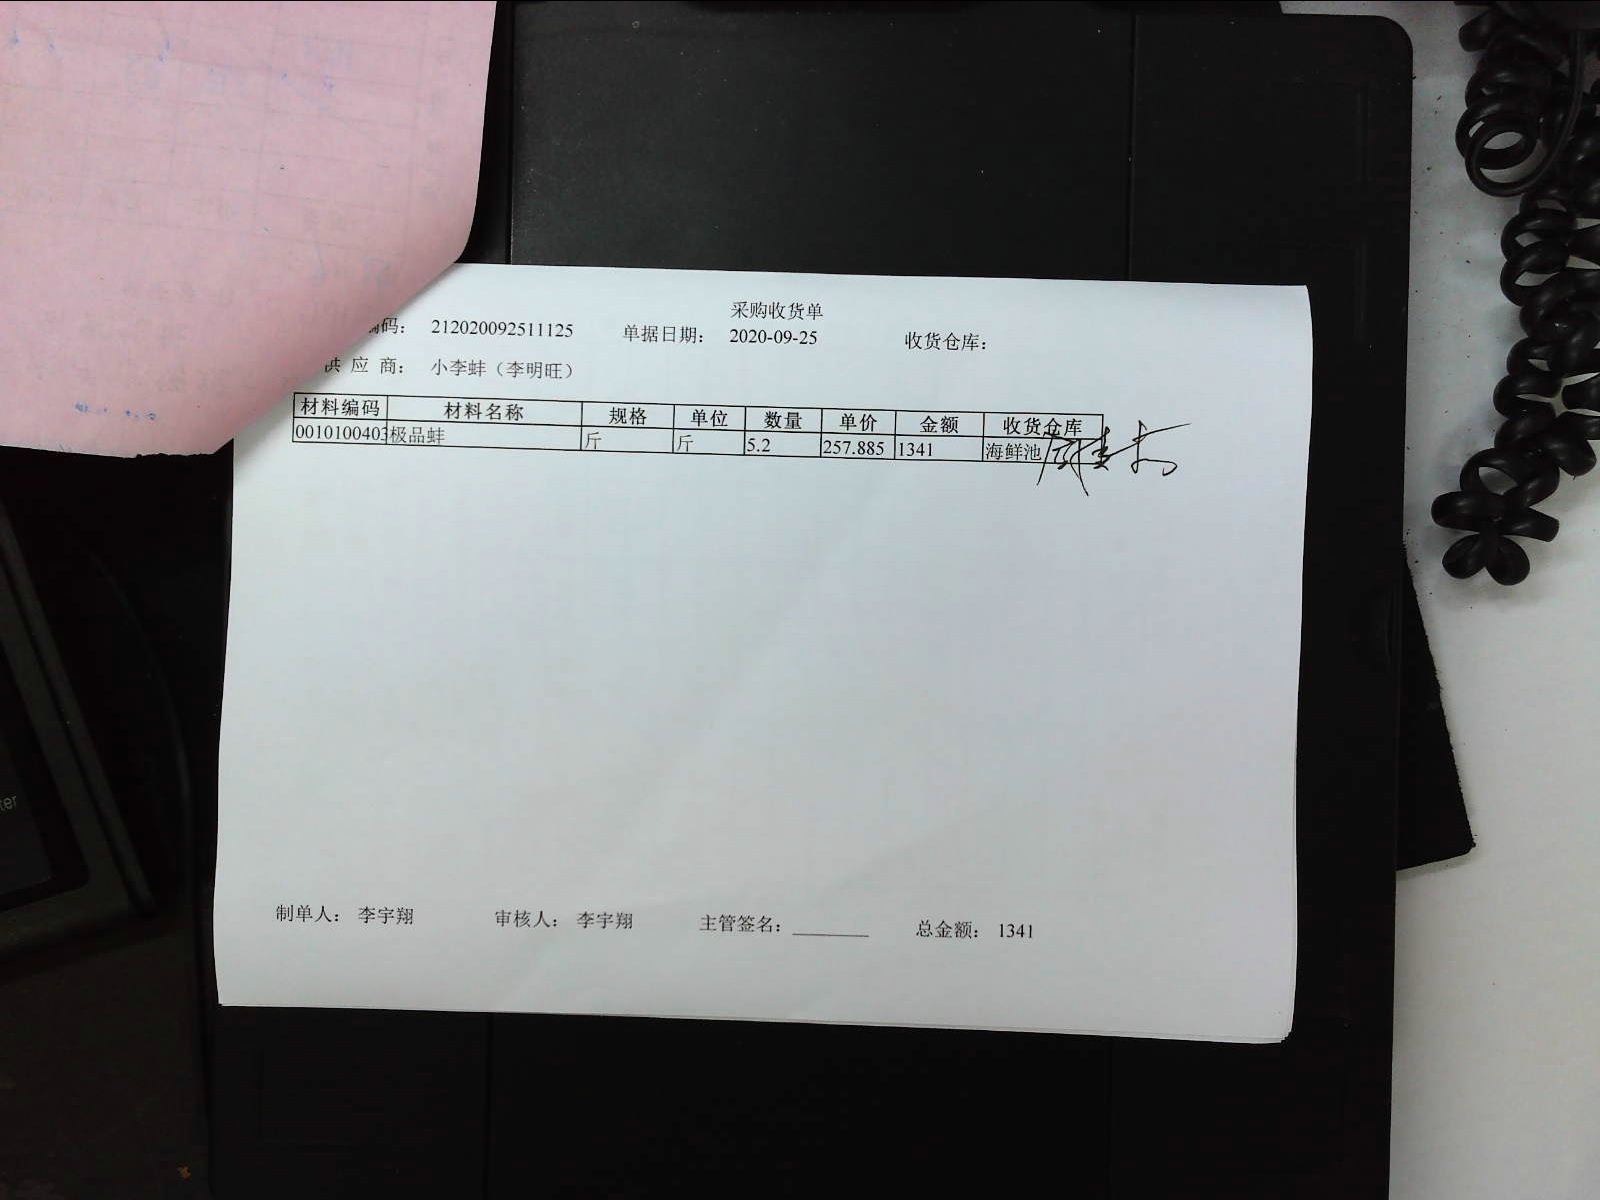 采购收货单
编码： 212020092511125 单据日期： 2020-09-25 收货仓库：
供 应 商： 小李蚌（李明旺）
材料编码 材料名称 规格 单位 数量 单价 金额 收货仓库
0010100403 极品蚌 斤 斤 5.2 257.885 1341 海鲜池
制单人： 李宇翔 审核人： 李宇翔 主管签名：________ 总金额： 1341